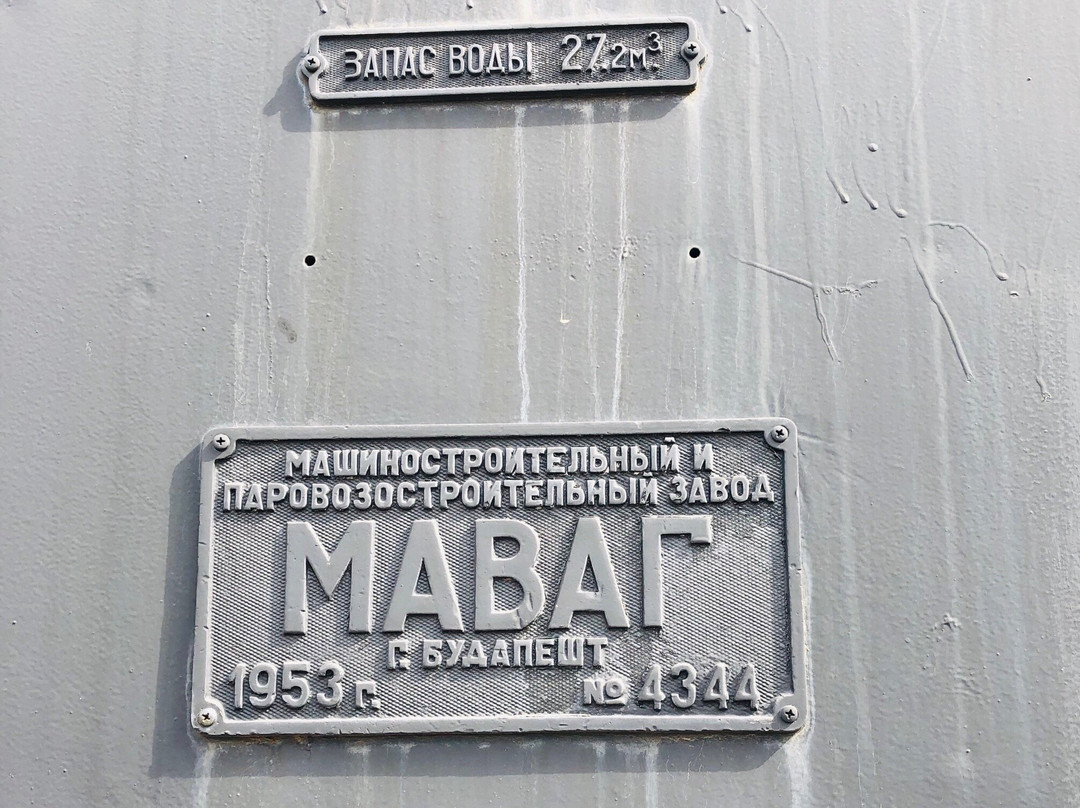 ЗАПАС ВОДЫ 27.2м³
МАШИНОСТРОИТЕЛЬНЫЙ И
ПАРОВОЗОСТРОИТЕЛЬНЫЙ ЗАВОД
МАВАГ
Г. БУДАПЕШТ
1953 г. № 4344